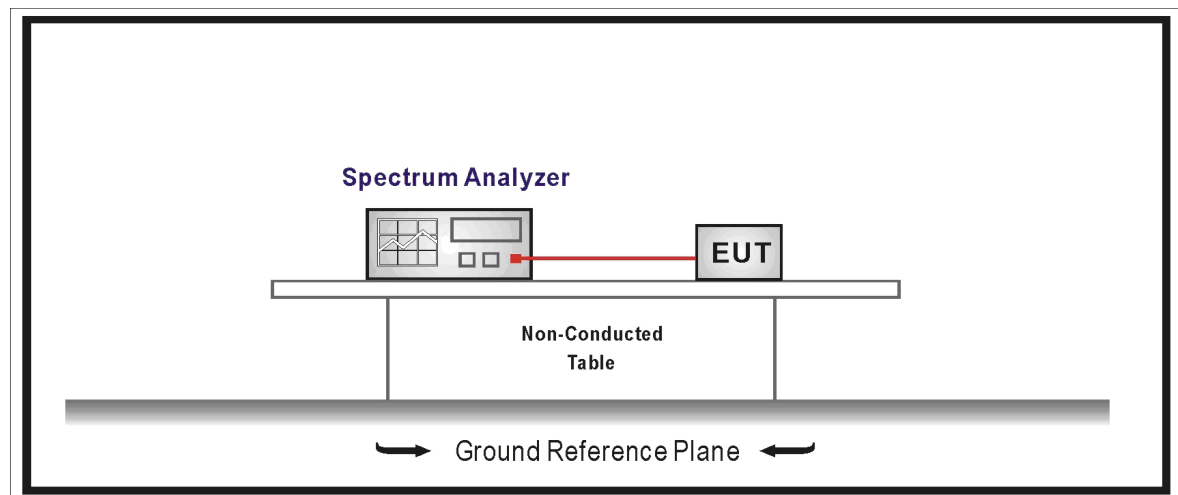 Spectrum Analyzer
EUT
Non-Conducted
Table
Ground Reference Plane